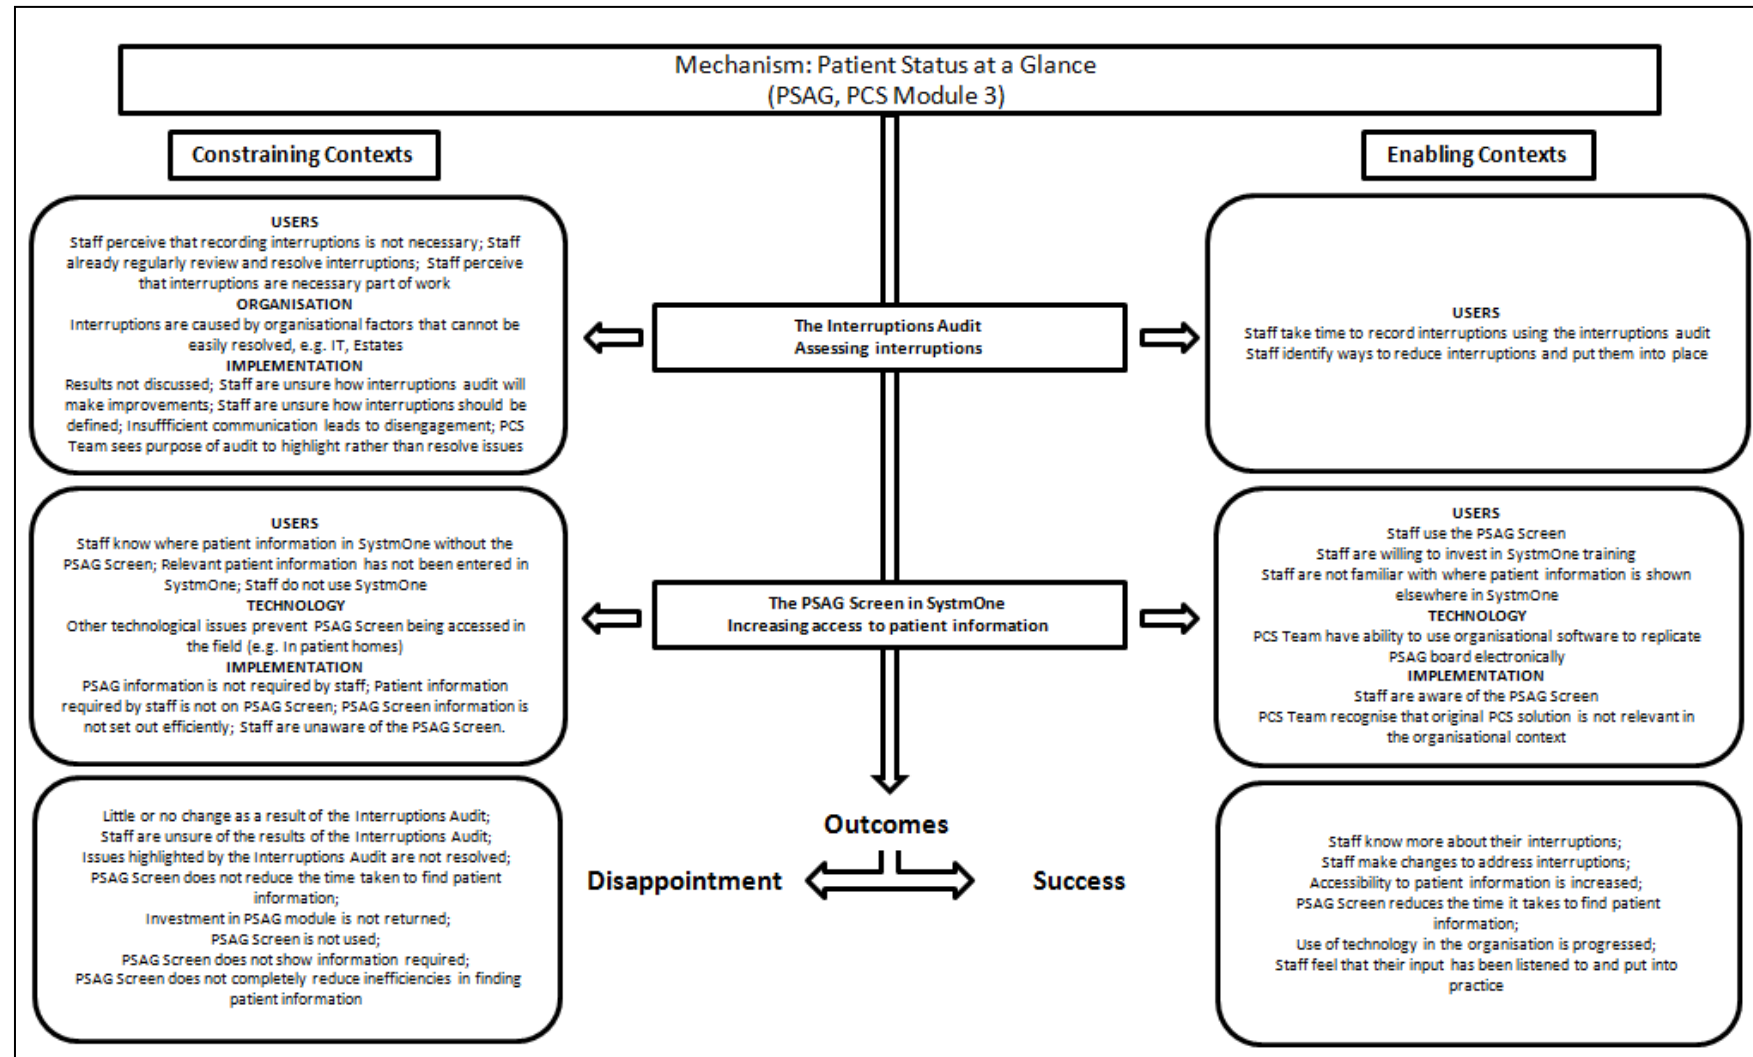 Mechanism: Patient Status at a Glance
(PSAG, PCS Module 3)
Constraining Contexts
Enabling Contexts
USERS
Staff perceive that recording interruptions is not necessary; Staff
already regularly review and resolve interruptions; Staff perceive
that interruptions are necessary part of work
ORGANISATION
Interruptions are caused by organisational factors that cannot be
easily resolved, e.g. IT, Estates
IMPLEMENTATION
Results not discussed; Staff are unsure how interruptions audit will
make improvements; Staff are unsure how interruptions should be
defined; Insuffficient communication leads to disengagement; PCS
Team sees purpose of audit to highlight rather than resolve issues
The Interruptions Audit
Assessing interruptions
USERS
Staff take time to record interruptions using the interruptions audit
Staff identify ways to reduce interruptions and put them into place
USERS
Staff know where patient information in SystmOne without the
PSAG Screen; Relevant patient information has not been entered in
SystmOne; Staff do not use SystmOne
TECHNOLOGY
Other technological issues prevent PSAG Screen being accessed in
the field (e.g. In patient homes)
IMPLEMENTATION
PSAG information is not required by staff; Patient information
required by staff is not on PSAG Screen; PSAG Screen information is
not set out efficiently; Staff are unaware of the PSAG Screen.
The PSAG Screen in SystmOne
Increasing access to patient information
USERS
Staff use the PSAG Screen
Staff are willing to invest in SystmOne training
Staff are not familiar with where patient information is shown
elsewhere in SystmOne
TECHNOLOGY
PCS Team have ability to use organisational software to replicate
PSAG board electronically
IMPLEMENTATION
Staff are aware of the PSAG Screen
PCS Team recognise that original PCS solution is not relevant in
the organisational context
Little or no change as a result of the Interruptions Audit;
Staff are unsure of the results of the Interruptions Audit;
Issues highlighted by the Interruptions Audit are not resolved;
PSAG Screen does not reduce the time taken to find patient
information;
Investment in PSAG module is not returned;
PSAG Screen is not used;
PSAG Screen does not show information required;
PSAG Screen does not completely reduce inefficiencies in finding
patient information
Outcomes
Disappointment
Success
Staff know more about their interruptions;
Staff make changes to address interruptions;
Accessibility to patient information is increased;
PSAG Screen reduces the time it takes to find patient
information;
Use of technology in the organisation is progressed;
Staff feel that their input has been listened to and put into
practice